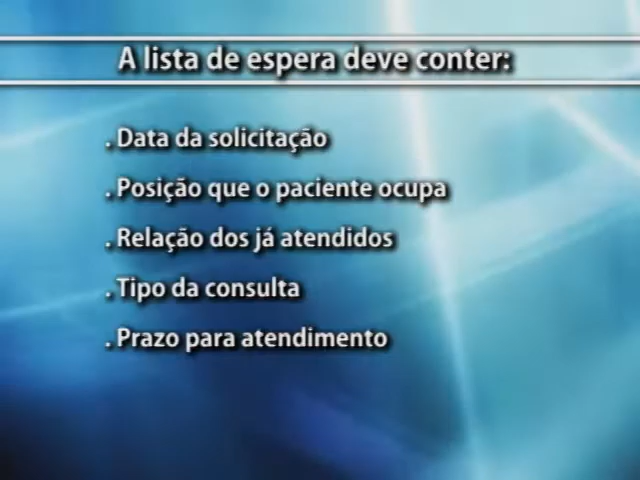 A lista de espera deve conter:
. Data da solicitação
. Posição que o paciente ocupa
. Relação dos já atendidos
. Tipo da consulta
. Prazo para atendimento